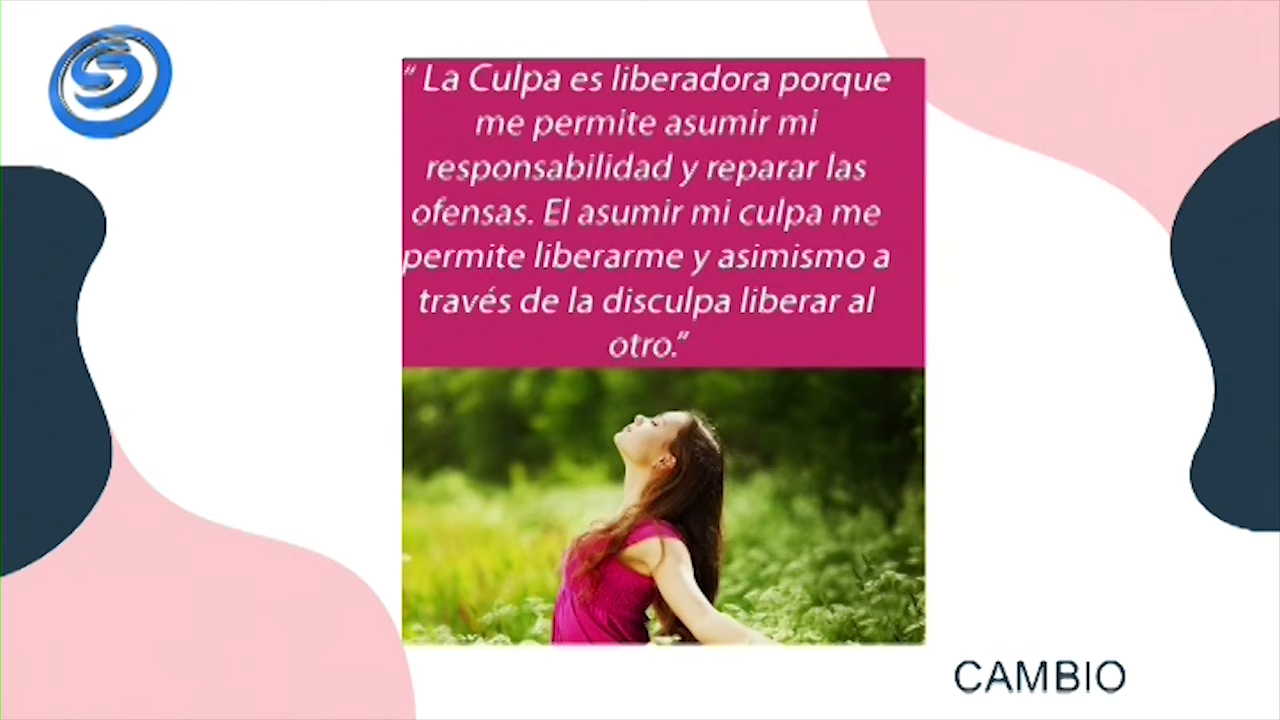 “ La Culpa es liberadora porque
me permite asumir mi
responsabilidad y reparar las
ofensas. El asumir mi culpa me
permite liberarme y asimismo a
través de la disculpa liberar al
otro.”
CAMBIO